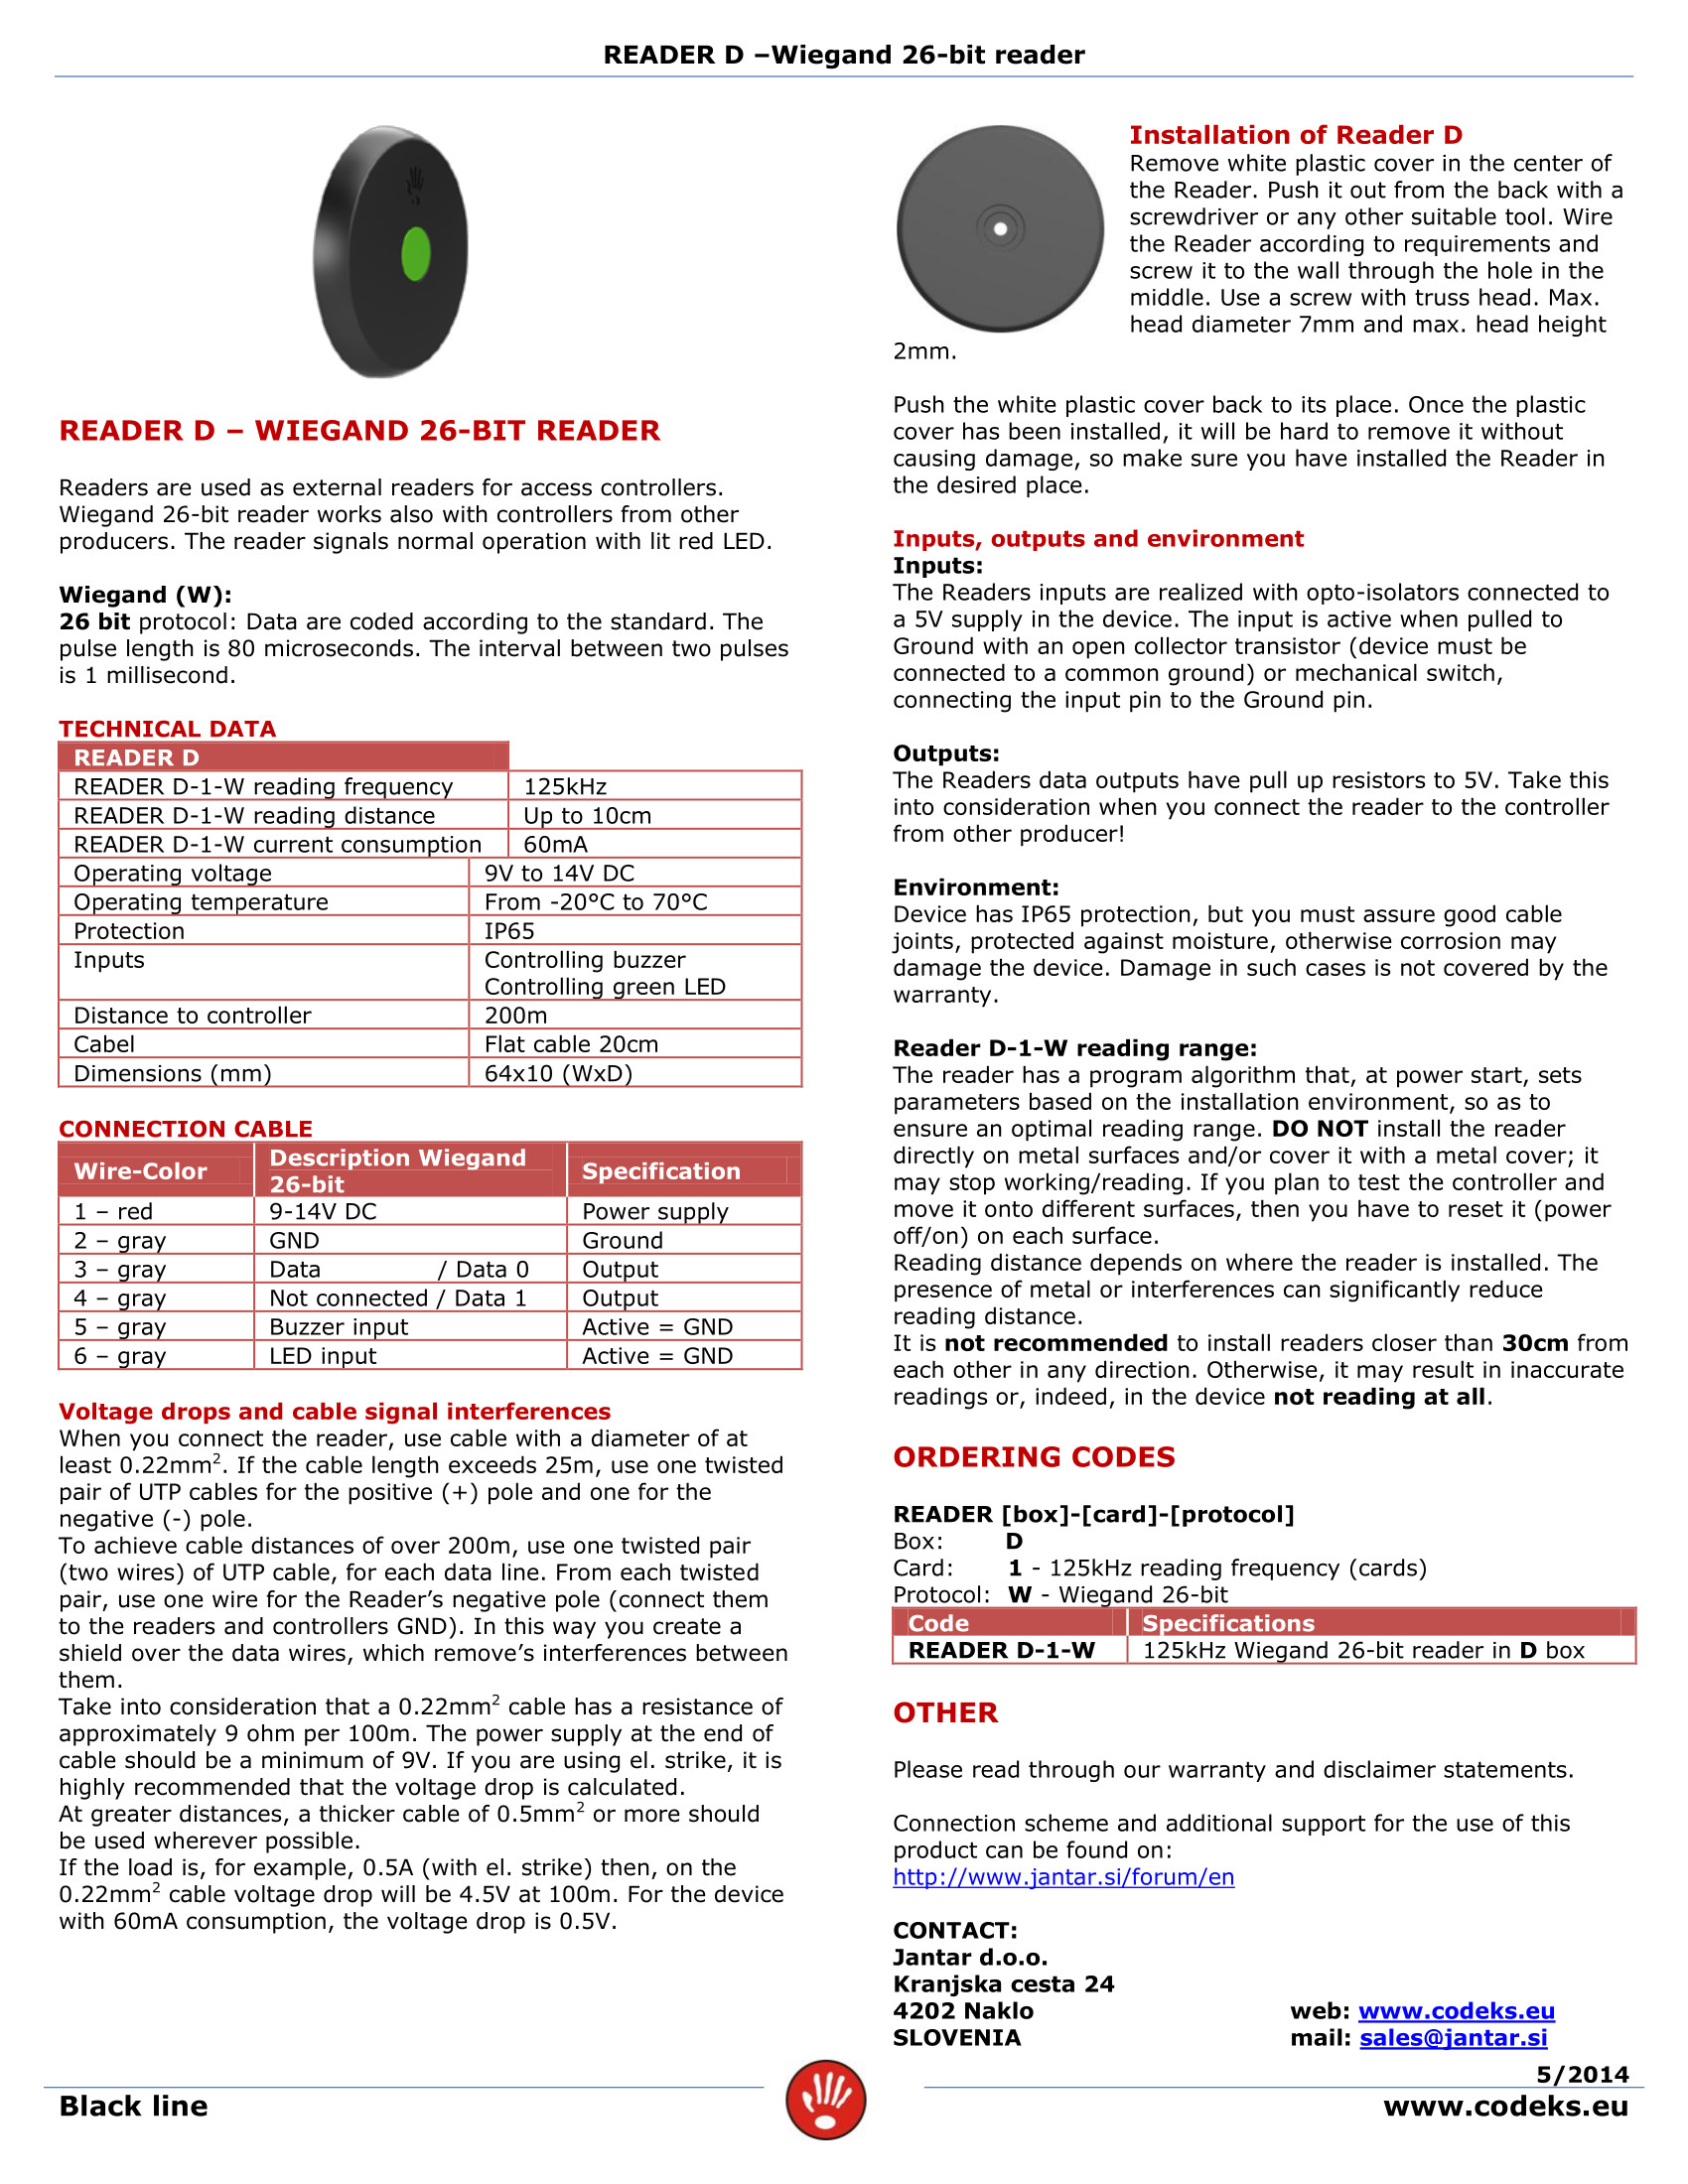 READER D –Wiegand 26-bit reader
READER D – WIEGAND 26-BIT READER
Readers are used as external readers for access controllers.
Wiegand 26-bit reader works also with controllers from other
producers. The reader signals normal operation with lit red LED.
Wiegand (W):
26 bit protocol: Data are coded according to the standard. The
pulse length is 80 microseconds. The interval between two pulses
is 1 millisecond.
TECHNICAL DATA
READER D
READER D-1-W reading frequency 125kHz
READER D-1-W reading distance Up to 10cm
READER D-1-W current consumption 60mA
Operating voltage 9V to 14V DC
Operating temperature From -20°C to 70°C
Protection IP65
Inputs Controlling buzzer
Controlling green LED
Distance to controller 200m
Cabel Flat cable 20cm
Dimensions (mm) 64x10 (WxD)
CONNECTION CABLE
Wire-Color Description Wiegand 26-bit Specification
1 – red 9-14V DC Power supply
2 – gray GND Ground
3 – gray Data / Data 0 Output
4 – gray Not connected / Data 1 Output
5 – gray Buzzer input Active = GND
6 – gray LED input Active = GND
Voltage drops and cable signal interferences
When you connect the reader, use cable with a diameter of at
least 0.22mm². If the cable length exceeds 25m, use one twisted
pair of UTP cables for the positive (+) pole and one for the
negative (-) pole.
To achieve cable distances of over 200m, use one twisted pair
(two wires) of UTP cable, for each data line. From each twisted
pair, use one wire for the Reader’s negative pole (connect them
to the readers and controllers GND). In this way you create a
shield over the data wires, which remove’s interferences between
them.
Take into consideration that a 0.22mm² cable has a resistance of
approximately 9 ohm per 100m. The power supply at the end of
cable should be a minimum of 9V. If you are using el. strike, it is
highly recommended that the voltage drop is calculated.
At greater distances, a thicker cable of 0.5mm² or more should
be used wherever possible.
If the load is, for example, 0.5A (with el. strike) then, on the
0.22mm² cable voltage drop will be 4.5V at 100m. For the device
with 60mA consumption, the voltage drop is 0.5V.
Installation of Reader D
Remove white plastic cover in the center of
the Reader. Push it out from the back with a
screwdriver or any other suitable tool. Wire
the Reader according to requirements and
screw it to the wall through the hole in the
middle. Use a screw with truss head. Max.
head diameter 7mm and max. head height
2mm.
Push the white plastic cover back to its place. Once the plastic
cover has been installed, it will be hard to remove it without
causing damage, so make sure you have installed the Reader in
the desired place.
Inputs, outputs and environment
Inputs:
The Readers inputs are realized with opto-isolators connected to
a 5V supply in the device. The input is active when pulled to
Ground with an open collector transistor (device must be
connected to a common ground) or mechanical switch,
connecting the input pin to the Ground pin.
Outputs:
The Readers data outputs have pull up resistors to 5V. Take this
into consideration when you connect the reader to the controller
from other producer!
Environment:
Device has IP65 protection, but you must assure good cable
joints, protected against moisture, otherwise corrosion may
damage the device. Damage in such cases is not covered by the
warranty.
Reader D-1-W reading range:
The reader has a program algorithm that, at power start, sets
parameters based on the installation environment, so as to
ensure an optimal reading range. DO NOT install the reader
directly on metal surfaces and/or cover it with a metal cover; it
may stop working/reading. If you plan to test the controller and
move it onto different surfaces, then you have to reset it (power
off/on) on each surface.
Reading distance depends on where the reader is installed. The
presence of metal or interferences can significantly reduce
reading distance.
It is not recommended to install readers closer than 30cm from
each other in any direction. Otherwise, it may result in inaccurate
readings or, indeed, in the device not reading at all.
ORDERING CODES
READER [box]-[card]-[protocol]
Box: D
Card: 1 - 125kHz reading frequency (cards)
Protocol: W - Wiegand 26-bit
Code Specifications
READER D-1-W 125kHz Wiegand 26-bit reader in D box
OTHER
Please read through our warranty and disclaimer statements.
Connection scheme and additional support for the use of this
product can be found on:
http://www.jantar.si/forum/en
CONTACT:
Jantar d.o.o.
Kranjska cesta 24
4202 Naklo web: www.codeks.eu
SLOVENIA mail: sales@jantar.si
5/2014
Black line www.codeks.eu